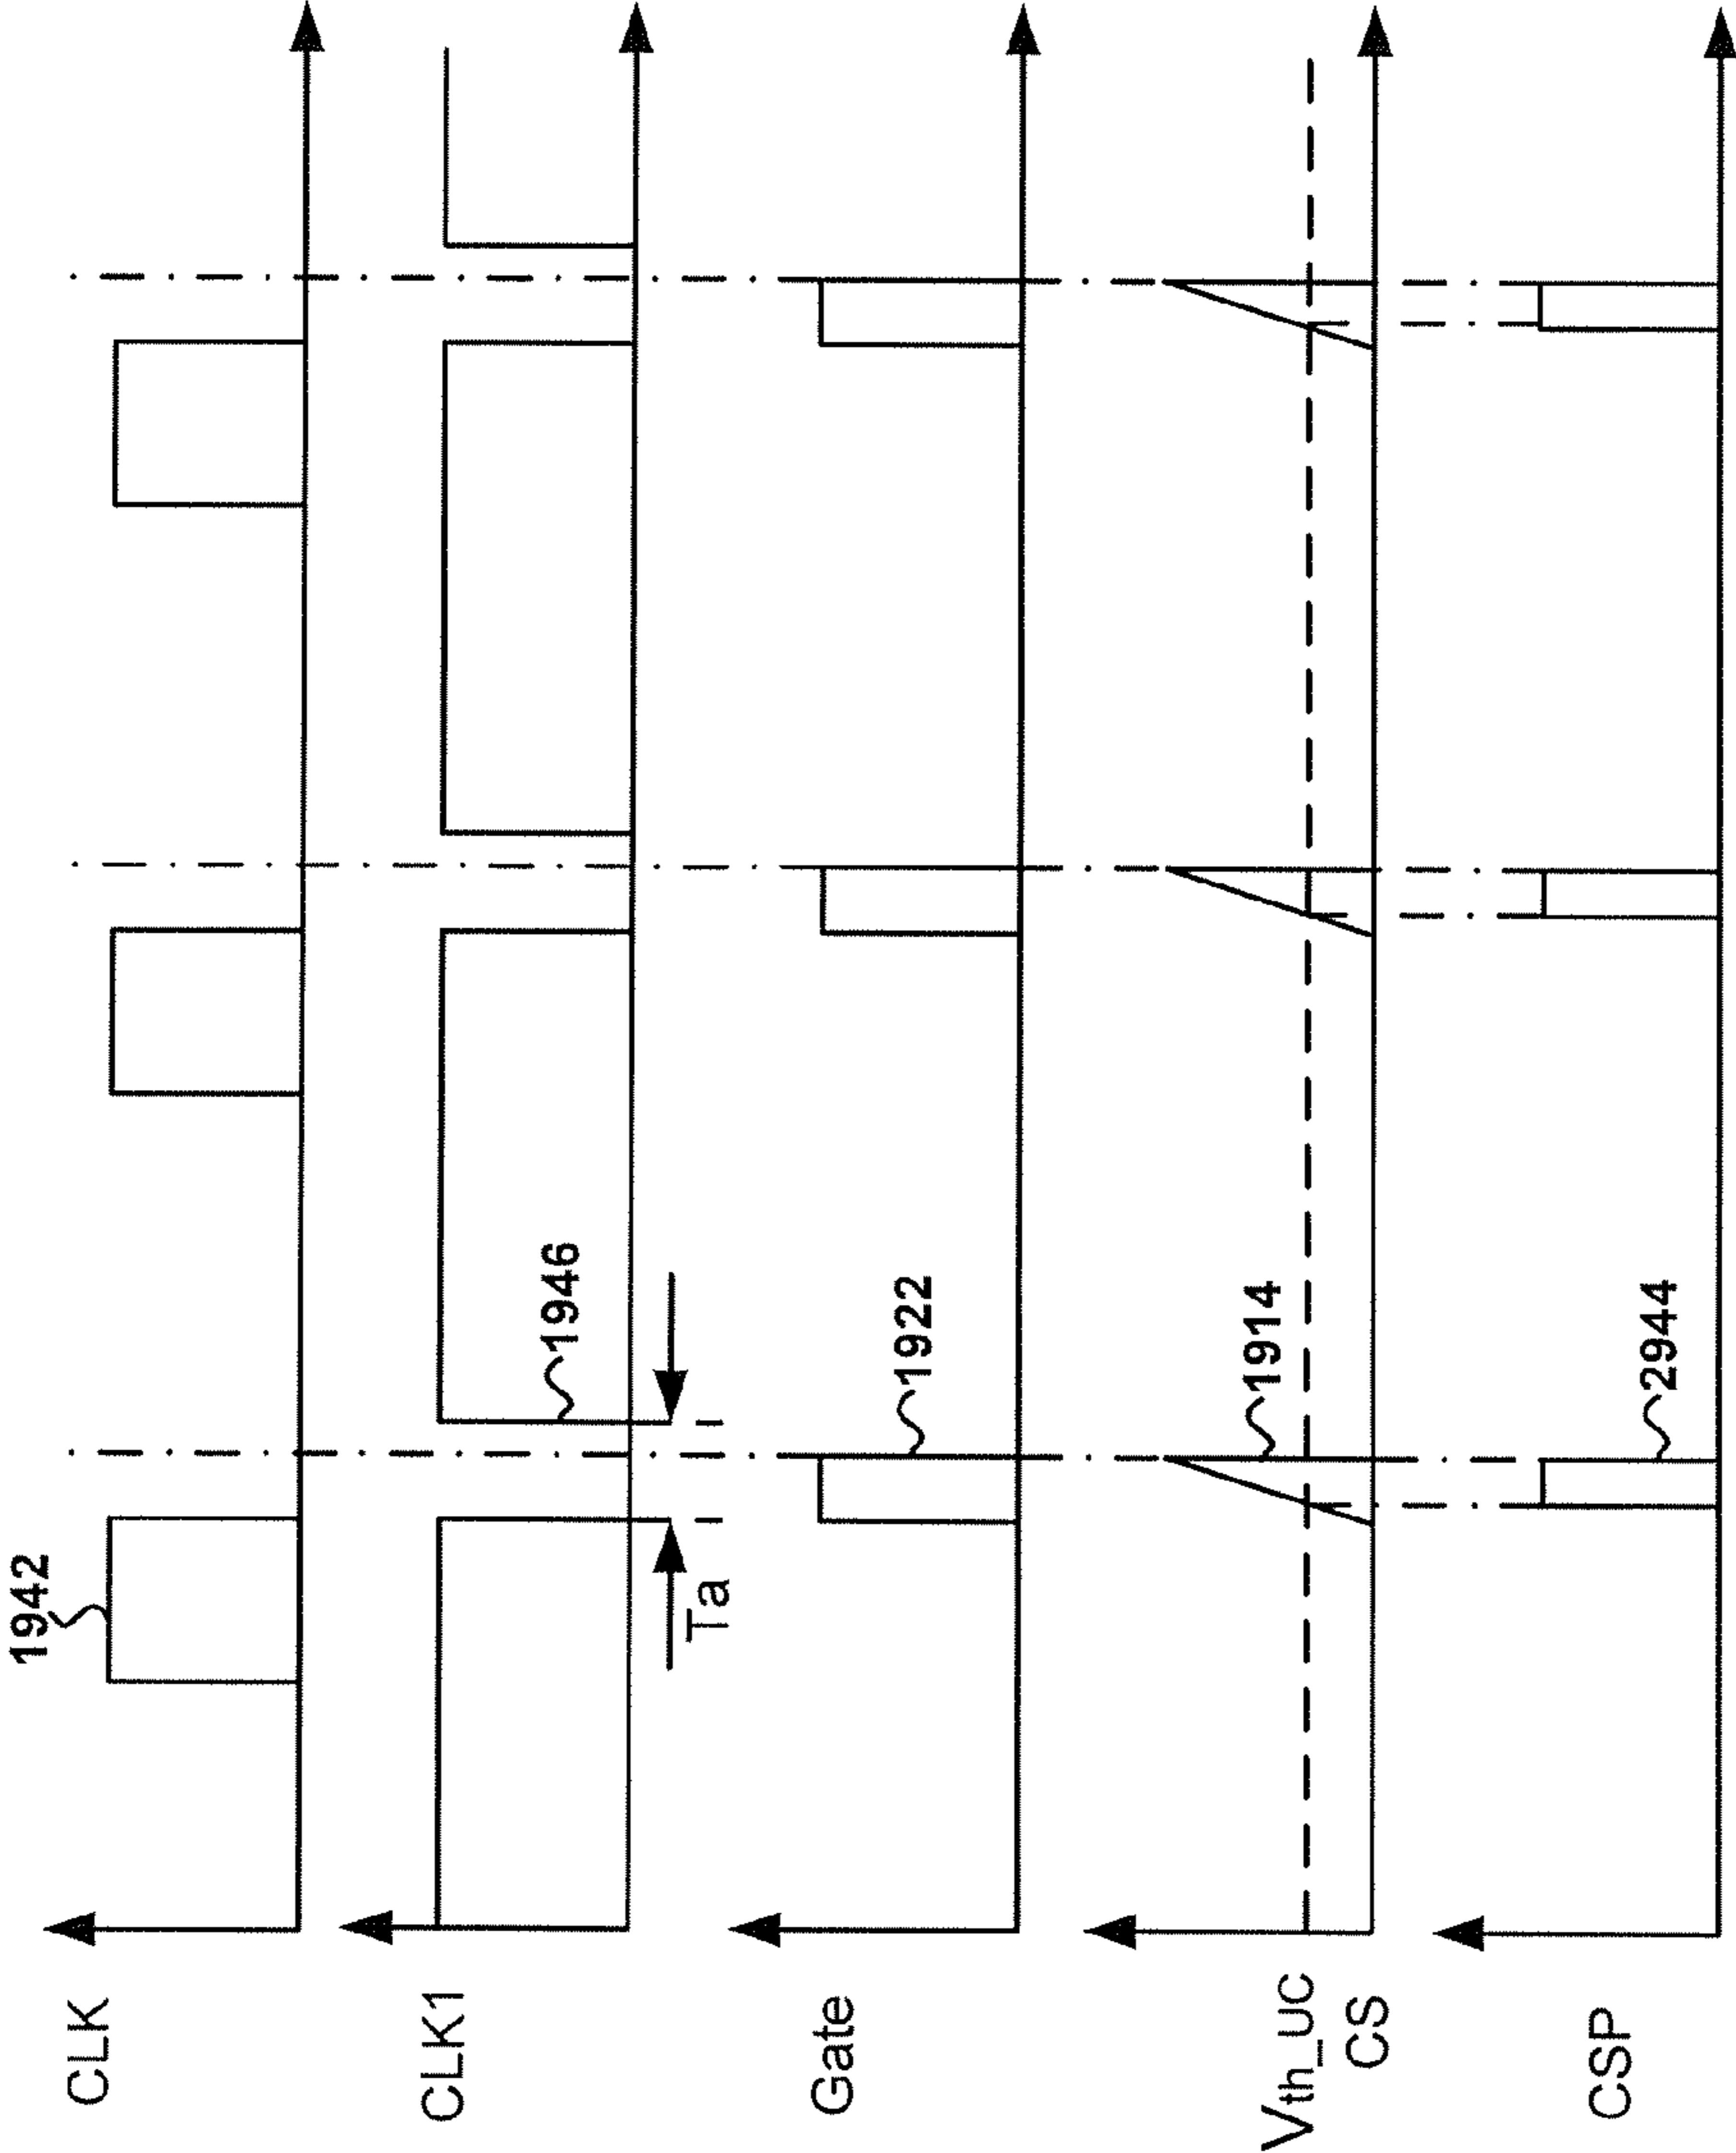 CLK
1942
CLK1
1946
Ta
Gate
1922
Vth_UC
CS
1914
CSP
2944